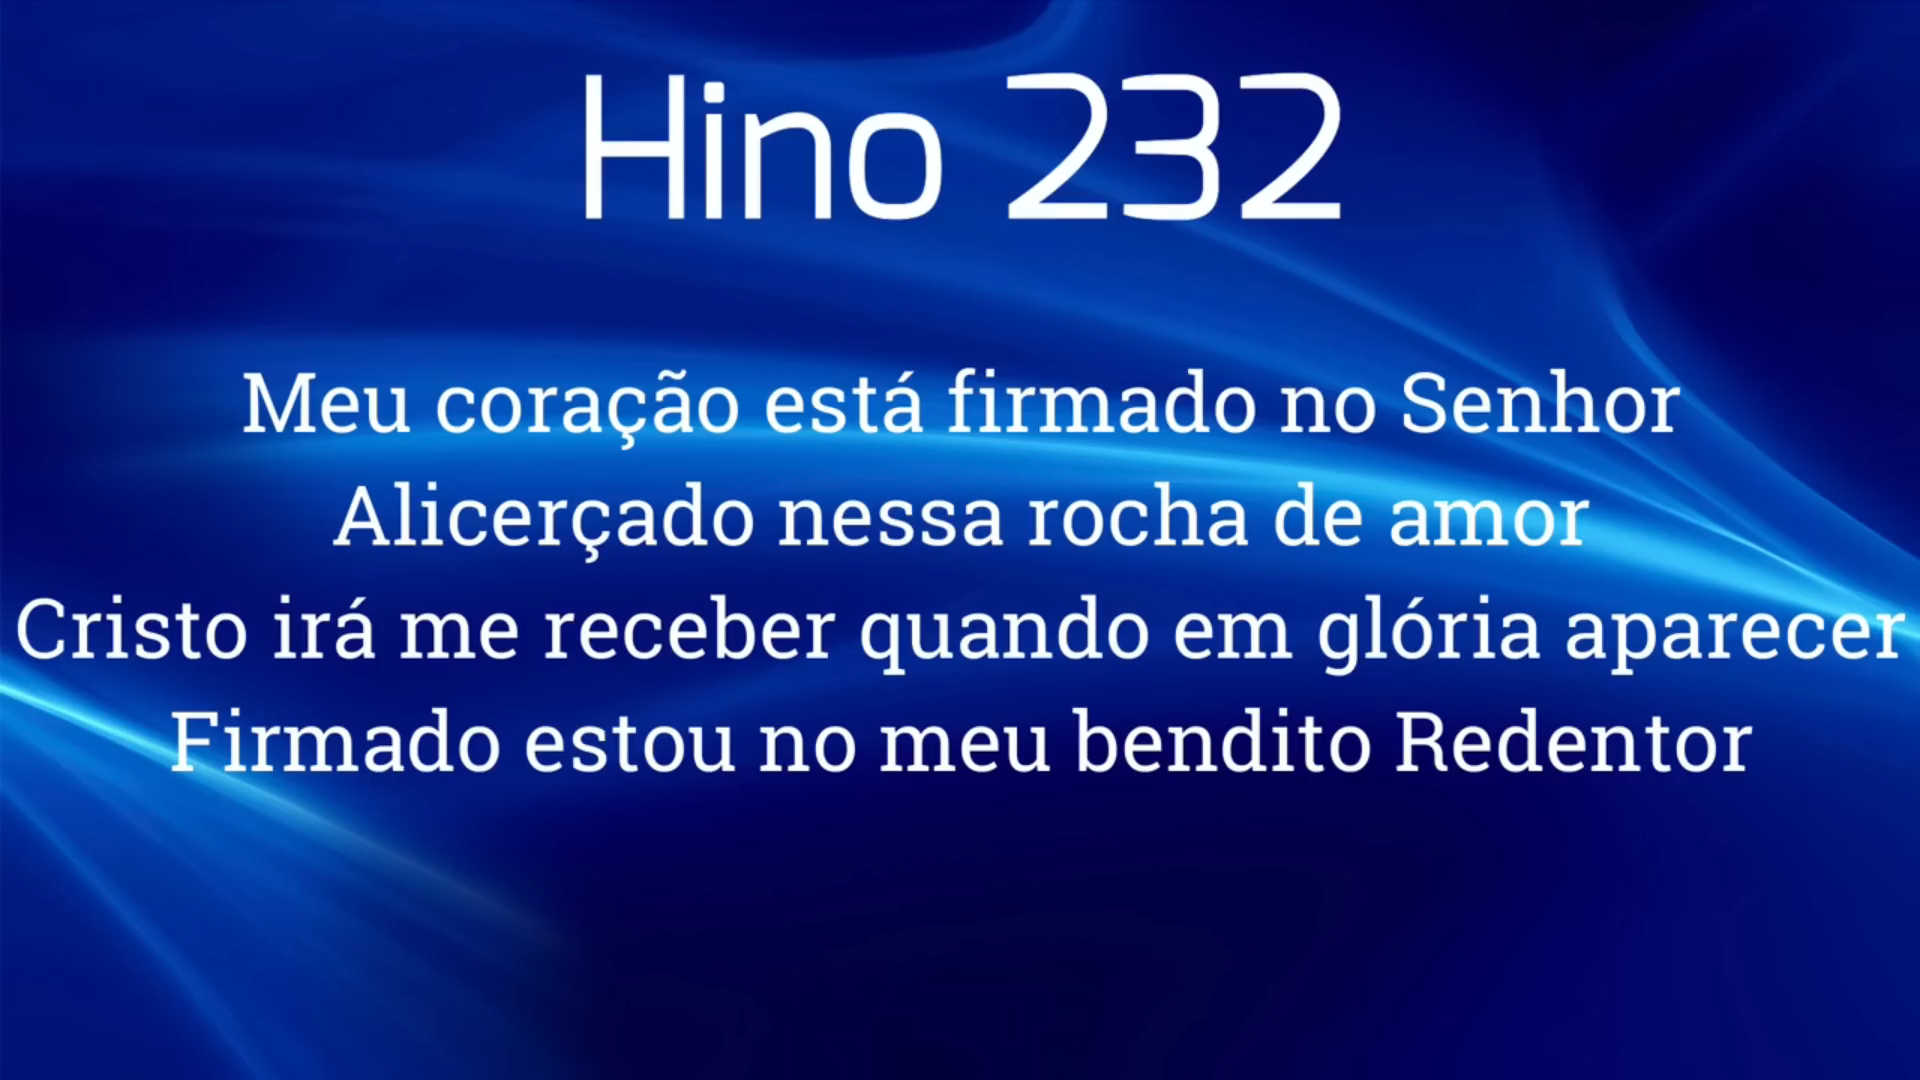 Hino 232
Meu coração está firmado no Senhor
Alicerçado nessa rocha de amor
Cristo irá me receber quando em glória aparecer
Firmado estou no meu bendito Redentor